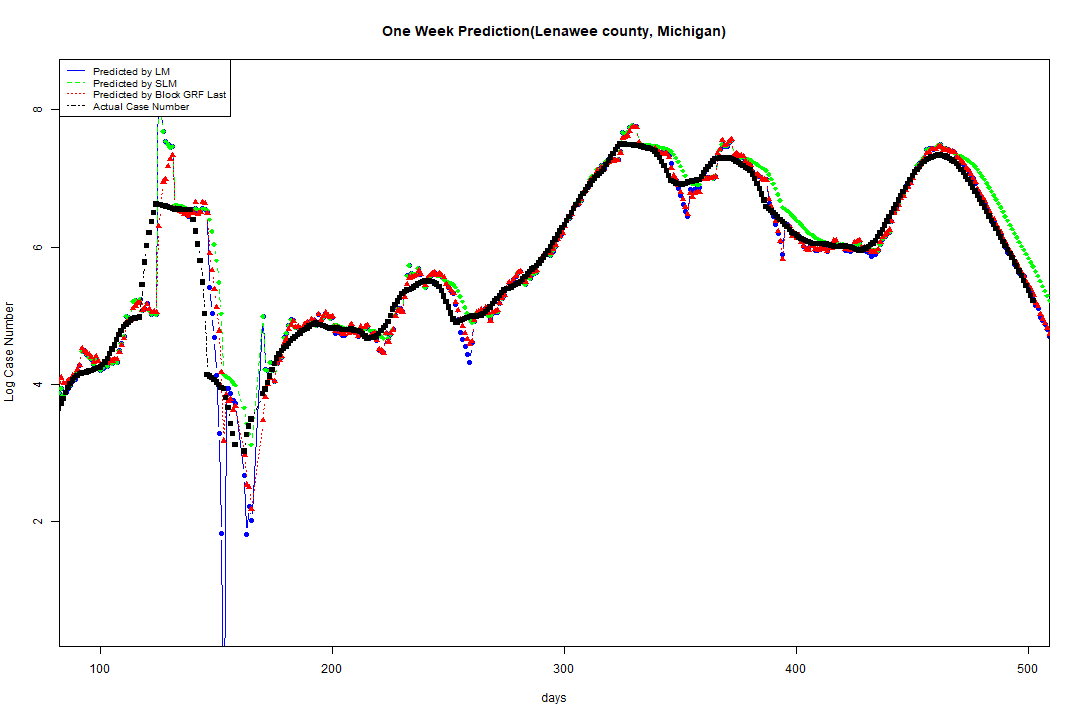 One Week Prediction(Lenawee county, Michigan)
Predicted by LM
Predicted by SLM
Predicted by Block GRF Last
Actual Case Number
8
6
4
2
Log Case Number
100 200 300 400 500
days